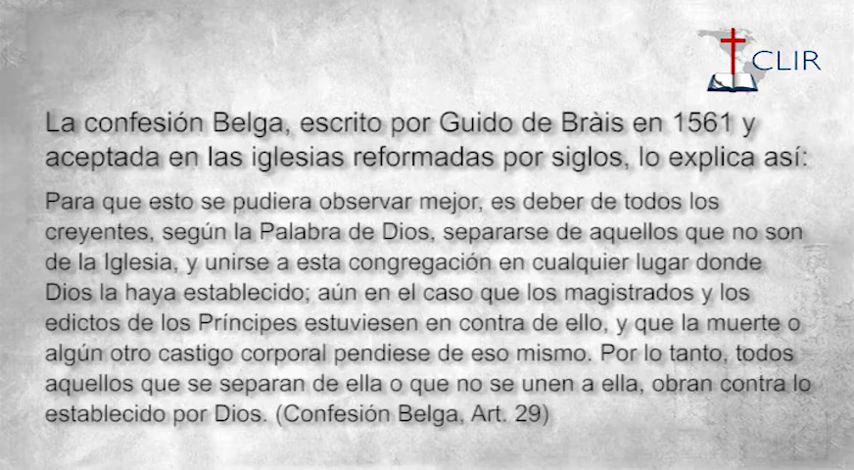 CLIR
La confesión Belga, escrito por Guido de Bràis en 1561 y
aceptada en las iglesias reformadas por siglos, lo explica así:
Para que esto se pudiera observar mejor, es deber de todos los
creyentes, según la Palabra de Dios, separarse de aquellos que no son
de la Iglesia, y unirse a esta congregación en cualquier lugar donde
Dios la haya establecido; aún en el caso que los magistrados y los
edictos de los Príncipes estuviesen en contra de ello, y que la muerte o
algún otro castigo corporal pendiese de eso mismo. Por lo tanto, todos
aquellos que se separan de ella o que no se unen a ella, obran contra lo
establecido por Dios. (Confesión Belga, Art. 29)